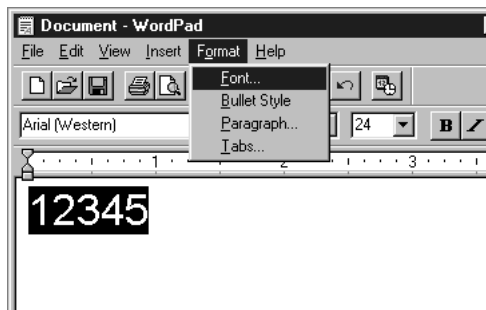 Document - WordPad
File Edit View Insert Format Help
Font...
Bullet Style
Paragraph...
Tabs...
Arial (Western) 24 B I
1 2 3
12345